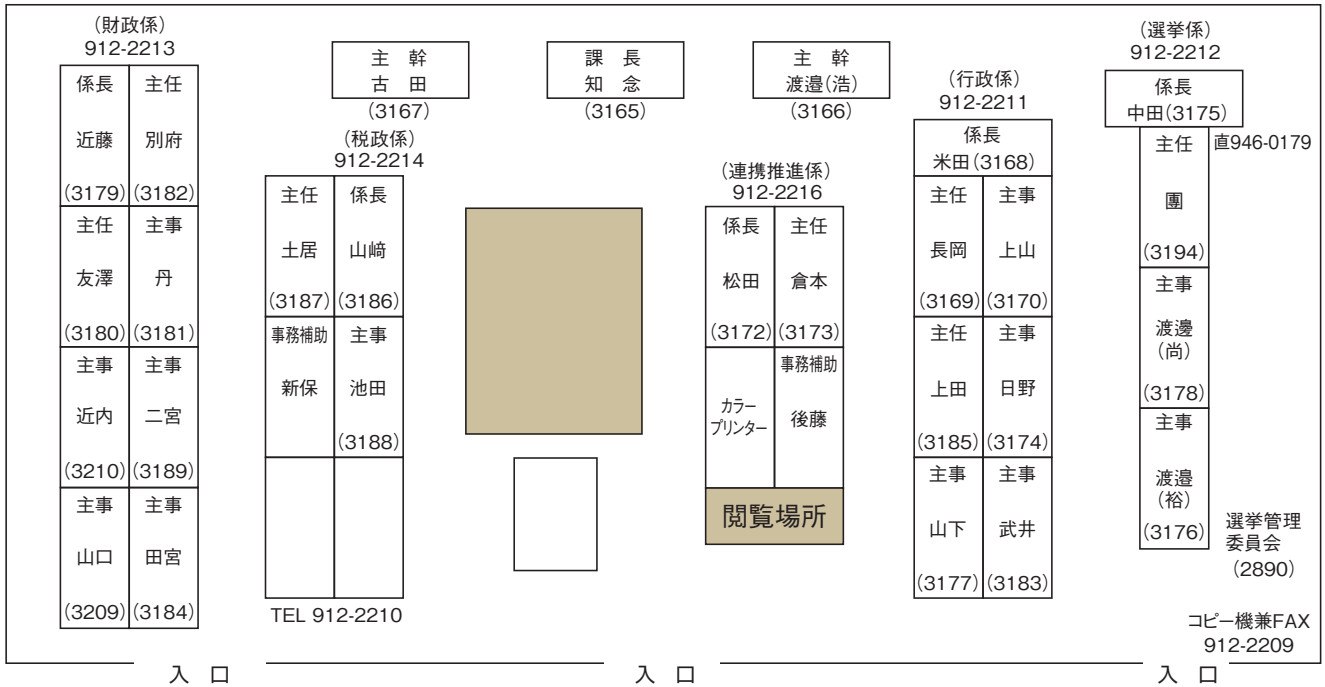 (財政係)
912-2213
係長
近藤
(3179)
主任
別府
(3182)
主任
友澤
(3180)
主事
丹
(3181)
主事
近内
(3210)
主事
二宮
(3189)
主事
山口
(3209)
主事
田宮
(3184)
主 幹
古 田
(3167)
(税政係)
912-2214
主任
土居
(3187)
係長
山﨑
(3186)
事務補助
新保
主事
池田
(3188)
TEL 912-2210
課 長
知 念
(3165)
主 幹
渡邉(浩)
(3166)
(連携推進係)
912-2216
係長
松田
(3172)
主任
倉本
(3173)
カラー
プリンター
事務補助
後藤
閲覧場所
(行政係)
912-2211
係長
米田(3168)
主任
長岡
(3169)
主事
上山
(3170)
主任
上田
(3185)
主事
日野
(3174)
主事
山下
(3177)
主事
武井
(3183)
(選挙係)
912-2212
係長
中田(3175)
直946-0179
主任
團
(3194)
主事
渡邉
(尚)
(3178)
主事
渡邉
(裕)
(3176)
選挙管理
委員会
(2890)
コピー機兼FAX
912-2209
入 口
入 口
入 口